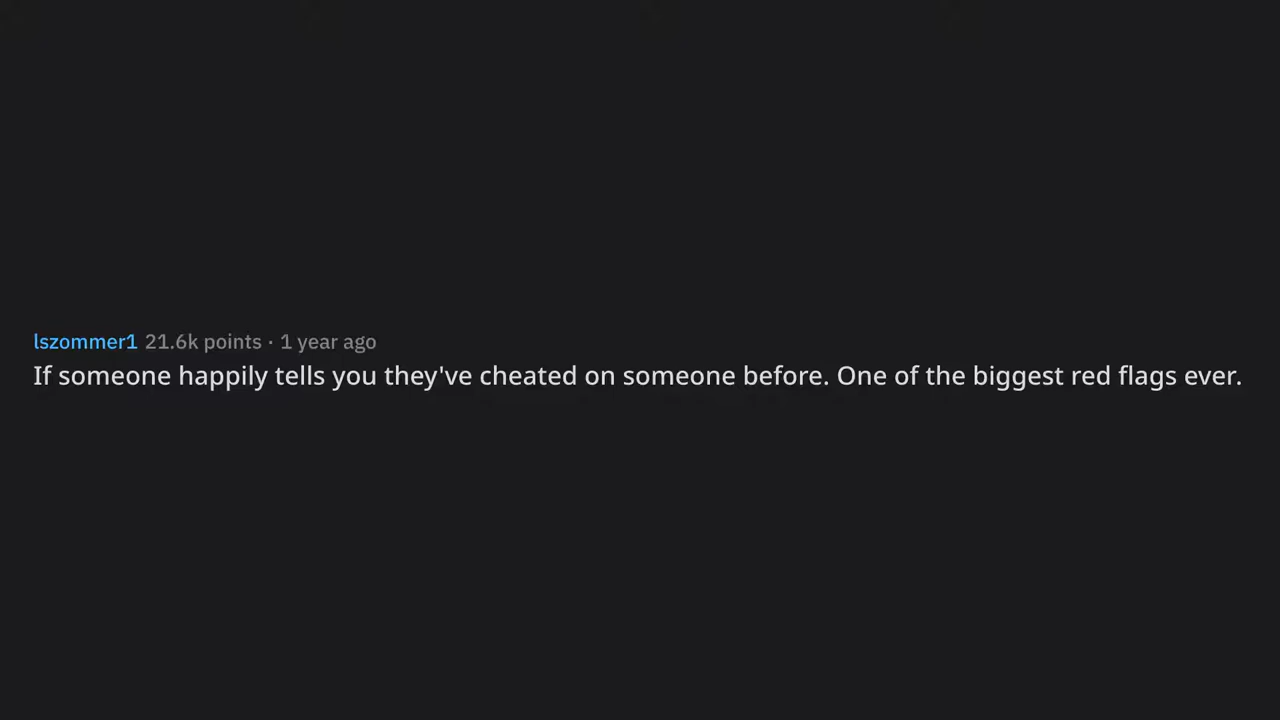 lszommer1 21.6k points · 1 year ago
If someone happily tells you they've cheated on someone before. One of the biggest red flags ever.